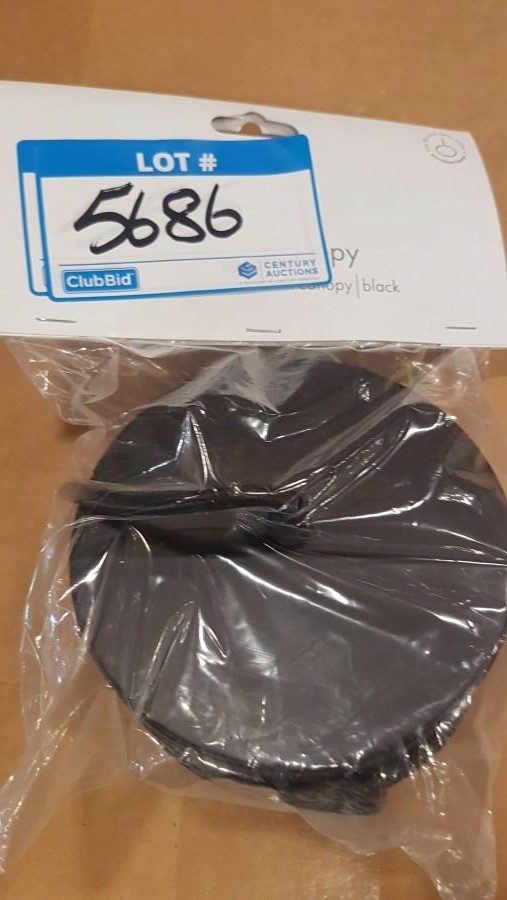 LOT #
5686
ClubBid
CENTURY
AUCTIONS
py
canopy|black